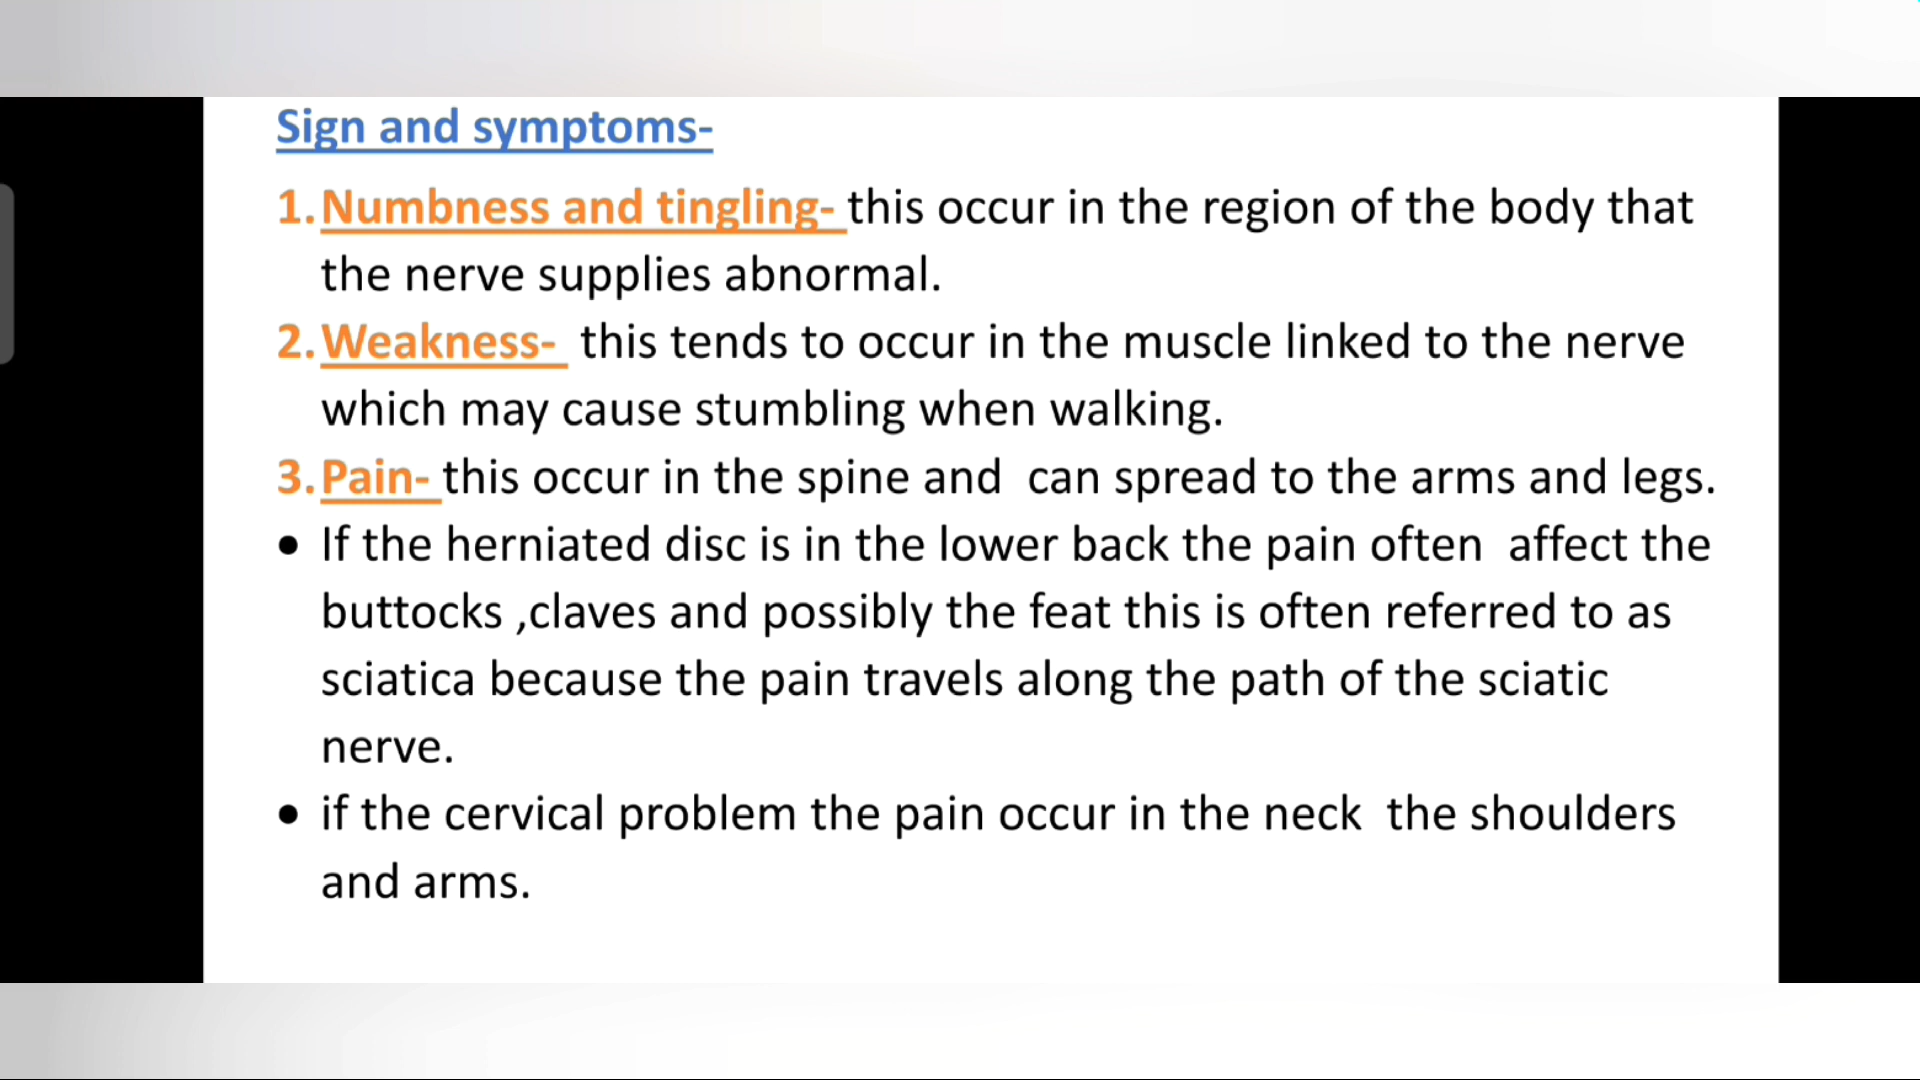 Sign and symptoms-
1. Numbness and tingling- this occur in the region of the body that
the nerve supplies abnormal.
2. Weakness- this tends to occur in the muscle linked to the nerve
which may cause stumbling when walking.
3. Pain- this occur in the spine and can spread to the arms and legs.
• If the herniated disc is in the lower back the pain often affect the
buttocks ,claves and possibly the feat this is often referred to as
sciatica because the pain travels along the path of the sciatic
nerve.
• if the cervical problem the pain occur in the neck the shoulders
and arms.